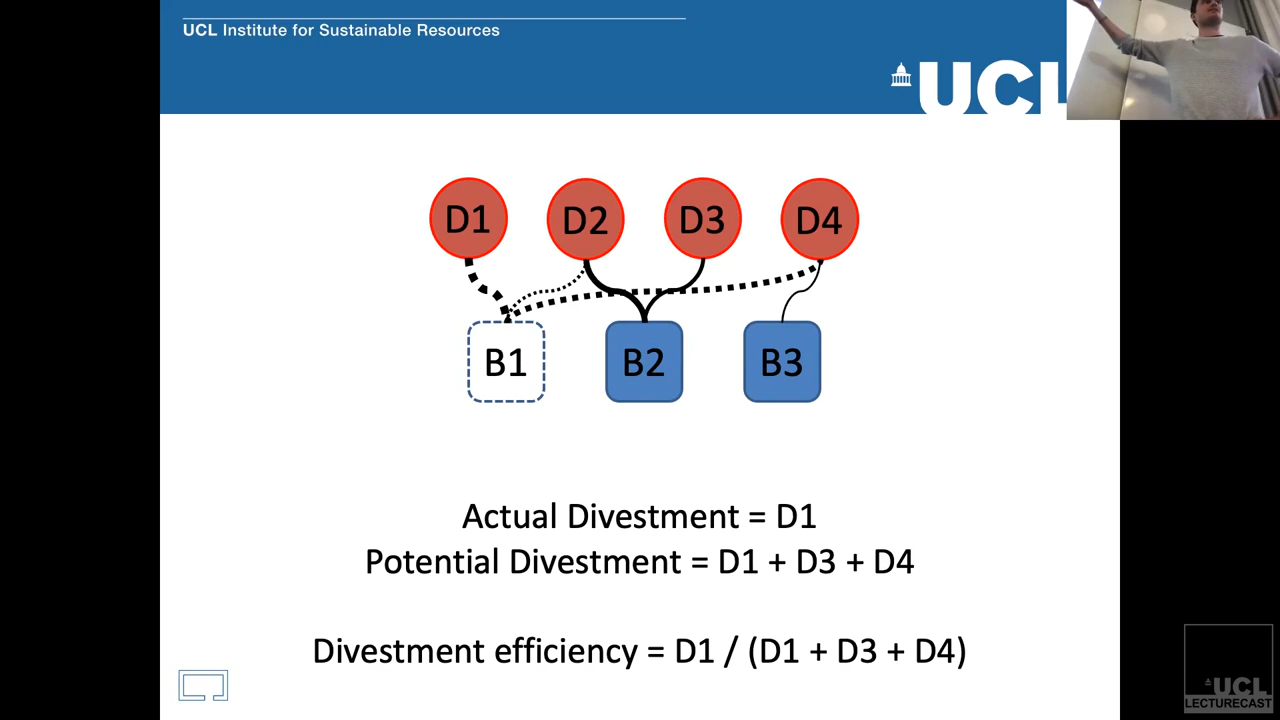 UCL Institute for Sustainable Resources
UCL
D1 D2 D3 D4
B1 B2 B3
Actual Divestment = D1
Potential Divestment = D1 + D3 + D4
Divestment efficiency = D1 / (D1 + D3 + D4)
UCL
LECTURECAST